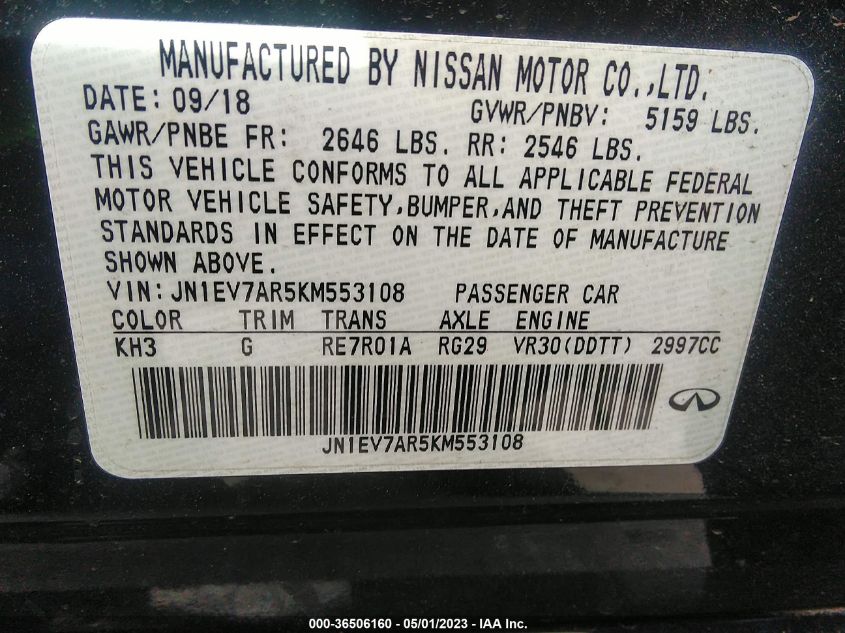 MANUFACTURED BY NISSAN MOTOR CO.,LTD.
DATE: 09/18 GVWR/PNBV: 5159 LBS.
GAWR/PNBE FR: 2646 LBS. RR: 2546 LBS.
THIS VEHICLE CONFORMS TO ALL APPLICABLE FEDERAL
MOTOR VEHICLE SAFETY,BUMPER,AND THEFT PREVENTION
STANDARDS IN EFFECT ON THE DATE OF MANUFACTURE
SHOWN ABOVE.
VIN: JN1EV7AR5KM553108 PASSENGER CAR
COLOR TRIM TRANS AXLE ENGINE
KH3 G RE7R01A RG29 VR30(DDTT) 2997CC
JN1EV7AR5KM553108
000-36506160 - 05/01/2023 - IAA Inc.